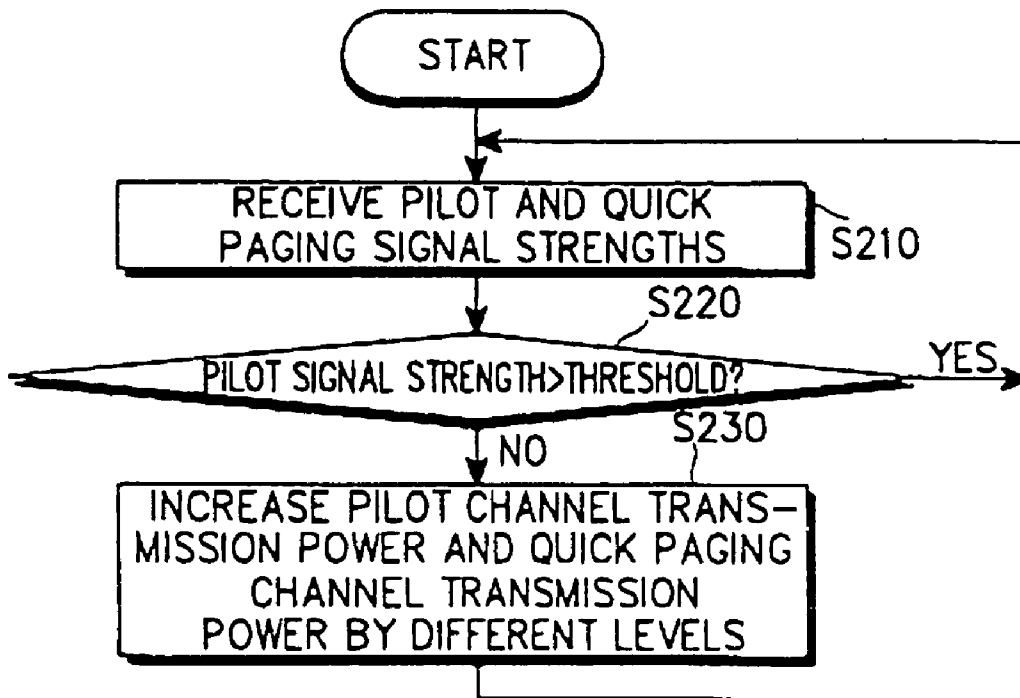 START
RECEIVE PILOT AND QUICK
PAGING SIGNAL STRENGTHS
S210
S220
PILOT SIGNAL STRENGTH>THRESHOLD?
YES
S230
NO
INCREASE PILOT CHANNEL TRANS-
MISSION POWER AND QUICK PAGING
CHANNEL TRANSMISSION
POWER BY DIFFERENT LEVELS